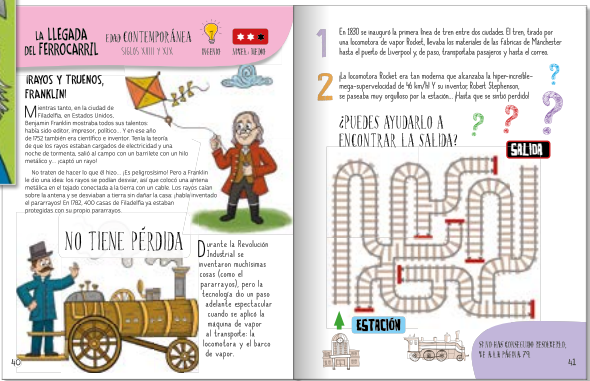 LA LLEGADA
DEL FERROCARRIL
EDAD CONTEMPORÁNEA
SIGLOS XVIII Y XIX
INGENIO
NIVEL: MEDIO
¡RAYOS Y TRUENOS,
FRANKLIN!
Mientras tanto, en la ciudad de
Filadelfia, en Estados Unidos,
Benjamin Franklin mostraba todos sus talentos:
había sido editor, impresor, político... Y en ese año
de 1752 también era científico e inventor. Tenía la teoría
de que los rayos estaban cargados de electricidad y una
noche de tormenta, salió al campo con un barrilete con un hilo
metálico y... ¡captó un rayo!
No traten de hacer lo que él hizo... ¡Es peligrosísimo! Pero a Franklin
le dio una idea: los rayos se podían desviar, así que colocó una antena
metálica en el tejado conectada a la tierra con un cable. Los rayos caían
sobre la antena y se desviaban a tierra sin dañar la casa: ¡había inventado
el pararrayos! En 1782, 400 casas de Filadelfia ya estaban
protegidas con su propio pararrayos.
NO TIENE PÉRDIDA
Durante la Revolución
Industrial se
inventaron muchísimas
cosas (como el
pararrayos), pero la
tecnología dio un paso
adelante espectacular
cuando se aplicó la
máquina de vapor
al transporte: la
locomotora y el barco
de vapor.
40
1 En 1830 se inauguró la primera línea de tren entre dos ciudades. El tren, tirado por
una locomotora de vapor Rocket, llevaba los materiales de las fábricas de Mánchester
hasta el puerto de Liverpool y, de paso, transportaba pasajeros y hasta el correo.
2 ¡La locomotora Rocket era tan moderna que alcanzaba la hiper-increíble-
mega-supervelocidad de 46 km/h! Y su inventor, Robert Stephenson,
se paseaba muy orgulloso por la estación... ¡Hasta que se sintió perdido!
¿PUEDES AYUDARLO A
ENCONTRAR LA SALIDA?
SALIDA
ESTACIÓN
SI NO HAS CONSEGUIDO RESOLVERLO,
VE A LA PÁGINA 79.
41